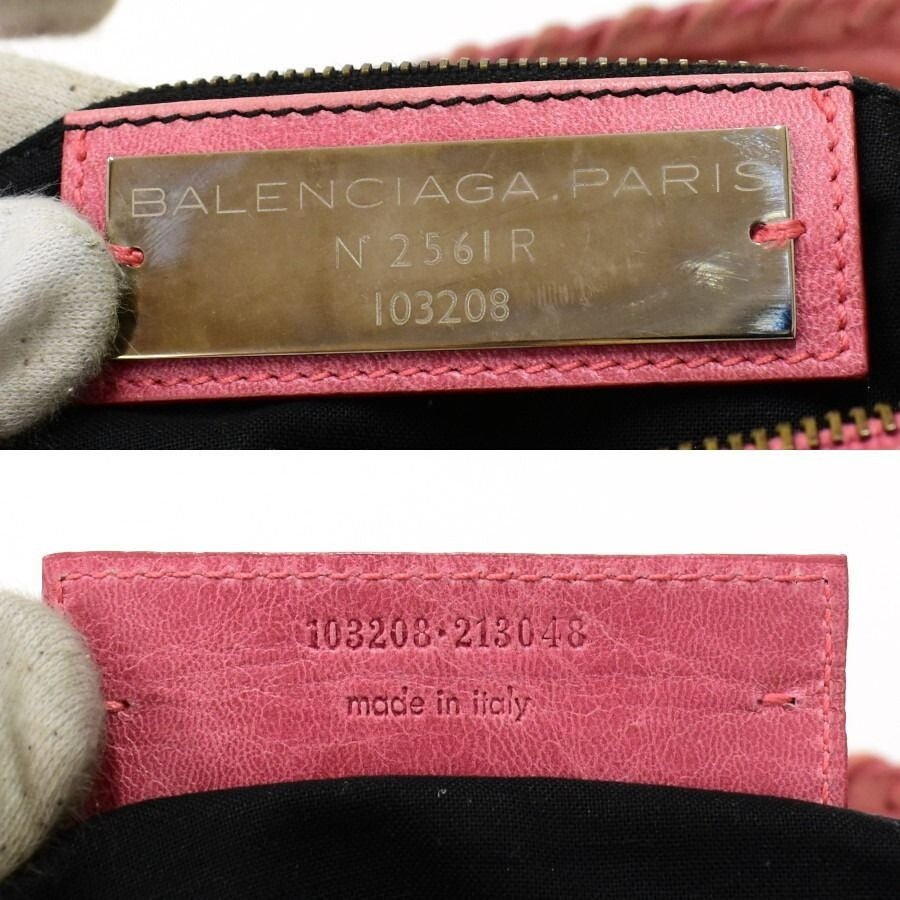 BALENCIAGA.PARIS
N° 2561R
103208
103208·213048
made in italy